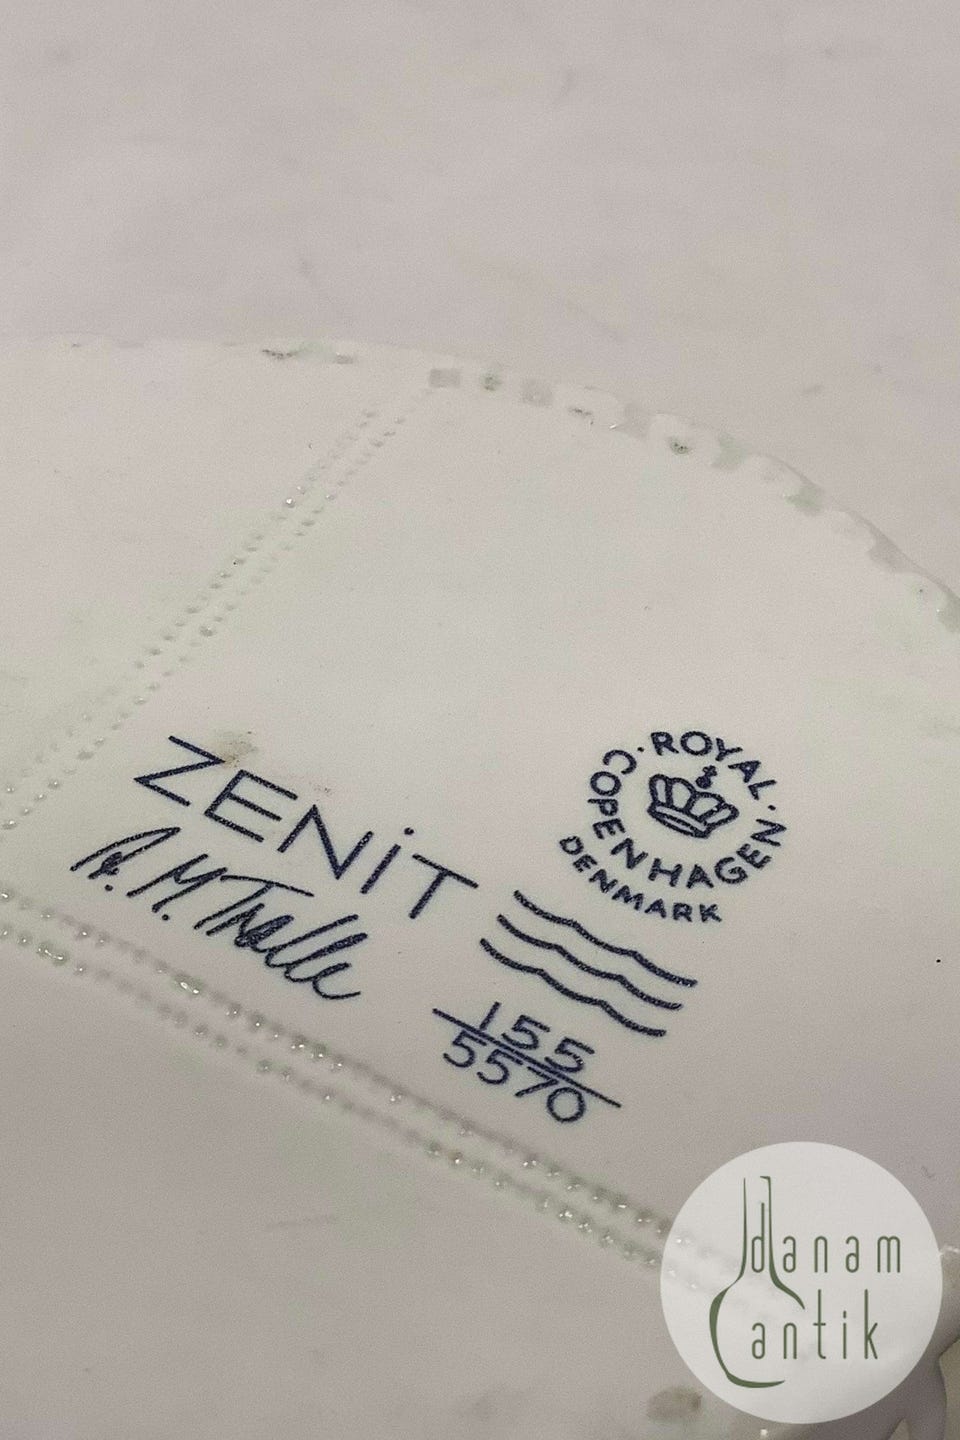 ZENiT
A. M. Trolle
· ROYAL ·
COPENHAGEN
DENMARK
155
5570
danam
antik